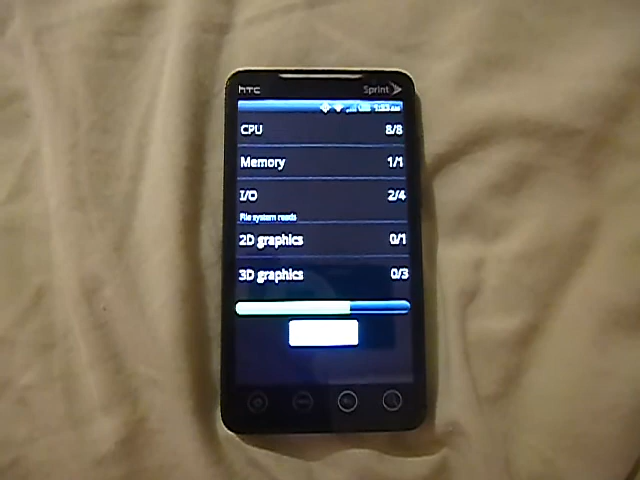 hTC
Sprint
CPU 8/8
Memory 1/1
I/O 2/4
File system reads
2D graphics 0/1
3D graphics 0/3